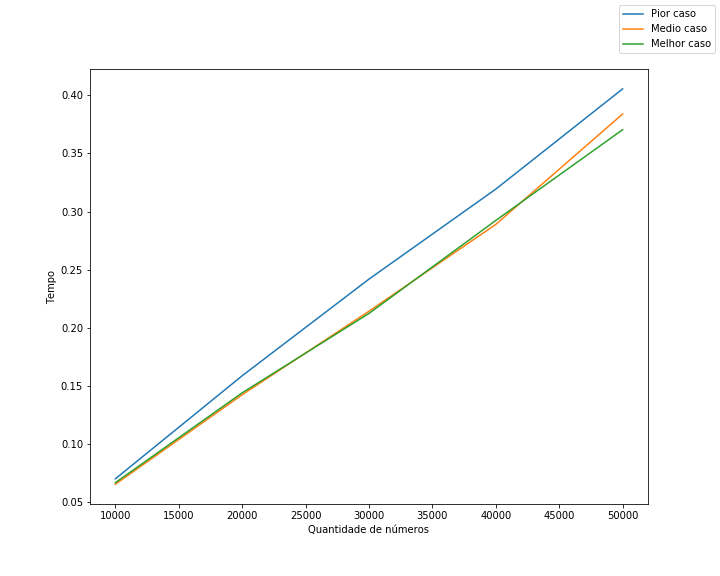 Pior caso
Medio caso
Melhor caso
0.40
0.35
0.30
0.25
0.20
0.15
0.10
0.05
Tempo
10000 15000 20000 25000 30000 35000 40000 45000 50000
Quantidade de números